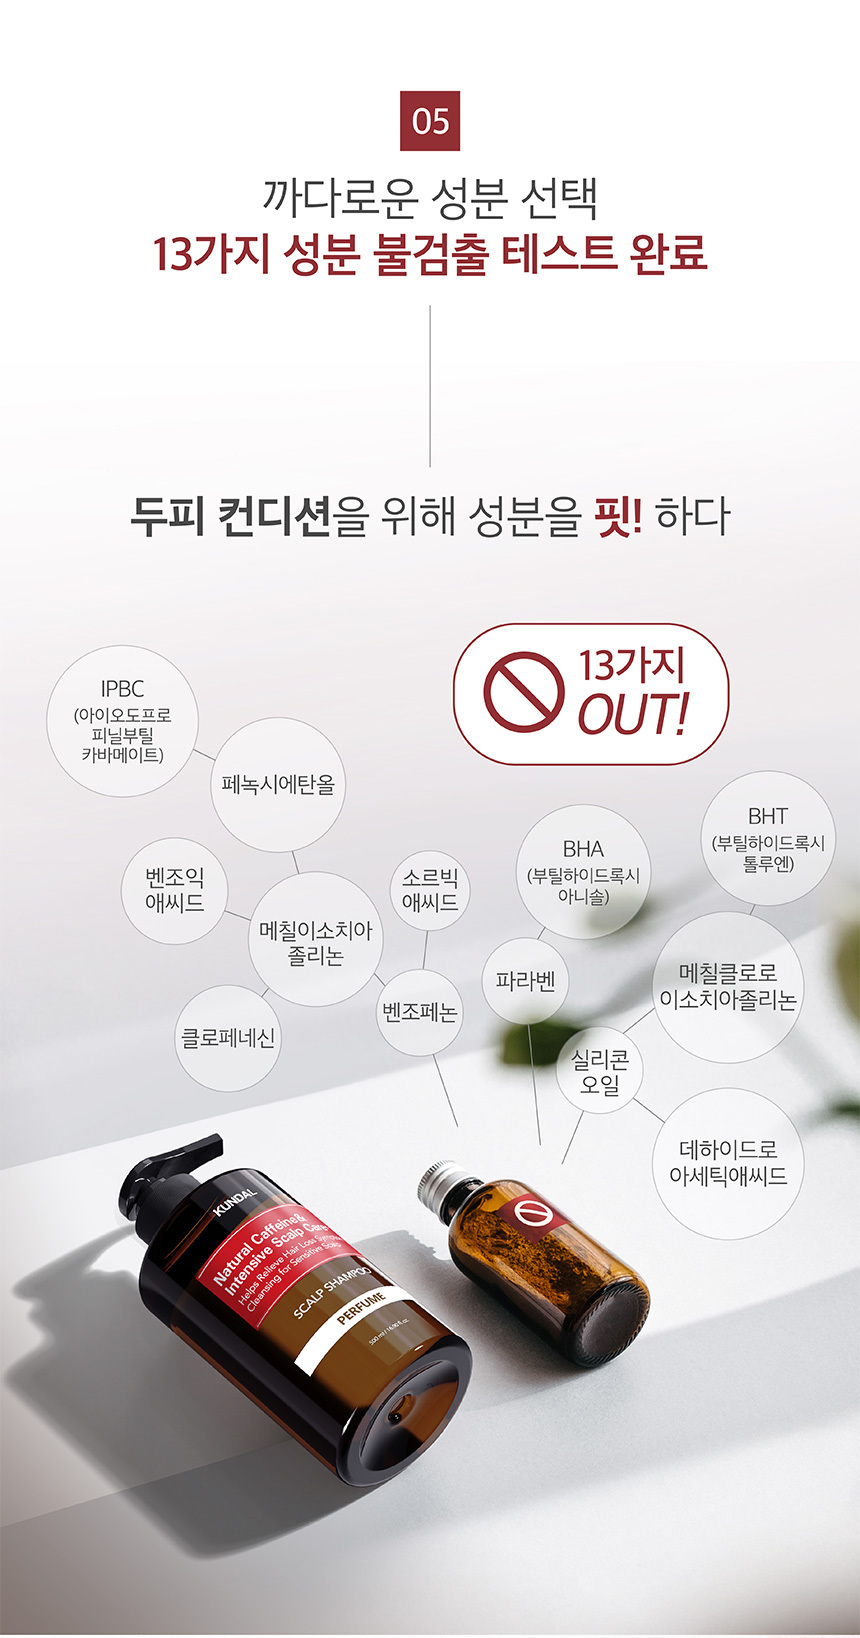 05
까다로운 성분 선택
13가지 성분 불검출 테스트 완료
두피 컨디션을 위해 성분을 핏! 하다
13가지
OUT!
IPBC
(아이오도프로
피닐부틸
카바메이트)
페녹시에탄올
벤조익
애씨드
메칠이소치아
졸리논
클로페네신
소르빅
애씨드
벤조페논
BHA
(부틸하이드록시
아니솔)
파라벤
BHT
(부틸하이드록시
톨루엔)
메칠클로로
이소치아졸리논
실리콘
오일
데하이드로
아세틱애씨드
KUNDAL
Natural Caffeine &
Intensive Scalp Care
Helps Relieve Hair Loss
Cleansing for Sensitive Scalp
SCALP SHAMPOO
PERFUME